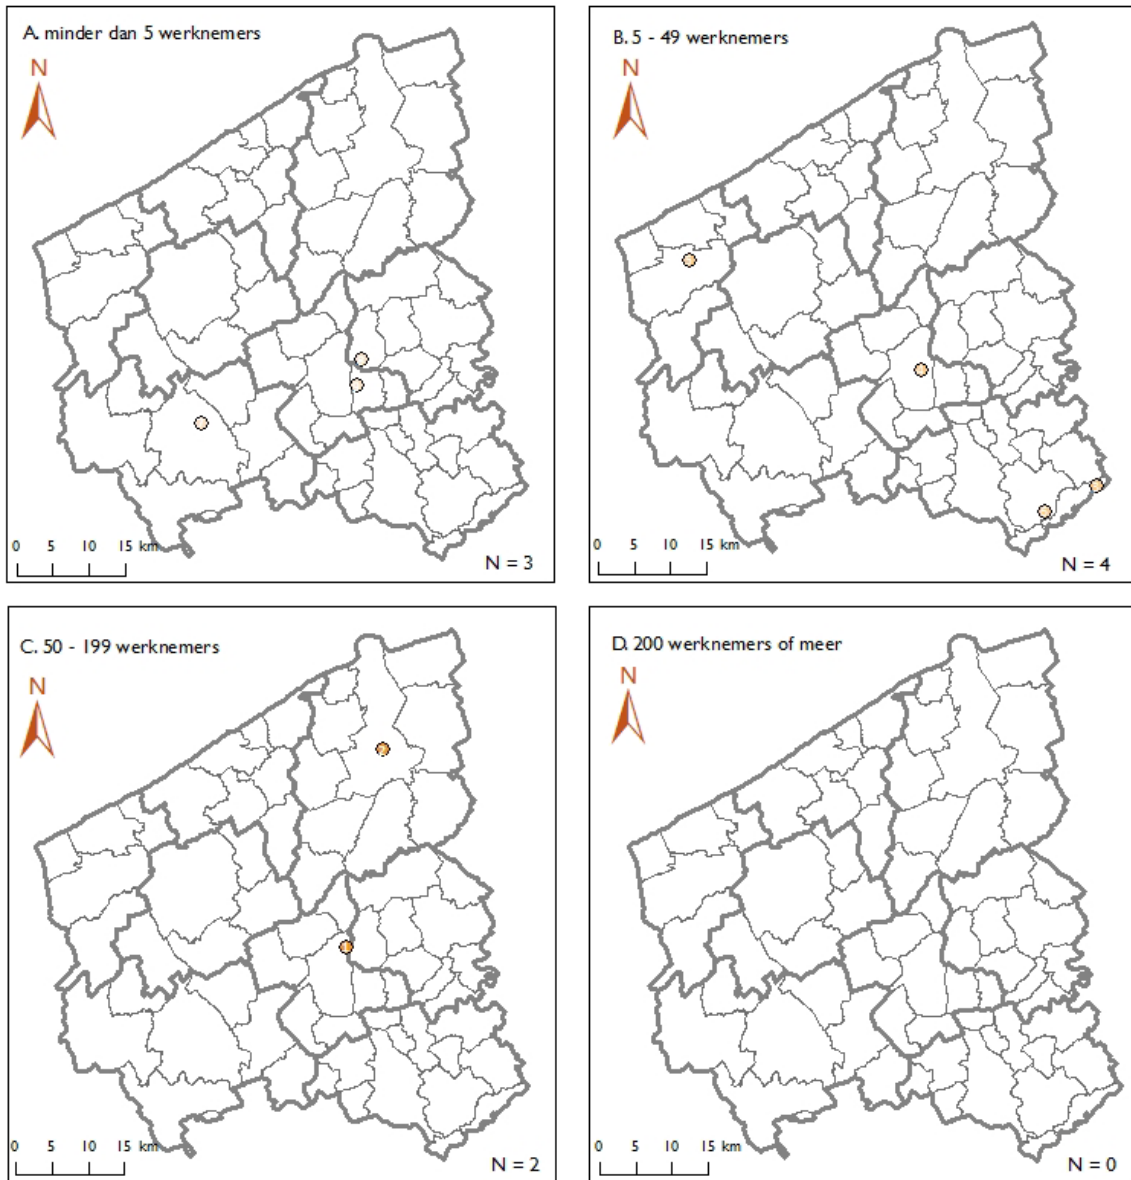 A. minder dan 5 werknemers
N
0 5 10 15 km
N = 3
B. 5 - 49 werknemers
N
0 5 10 15 km
N = 4
C. 50 - 199 werknemers
N
2
1
0 5 10 15 km
N = 2
D. 200 werknemers of meer
N
0 5 10 15 km
N = 0